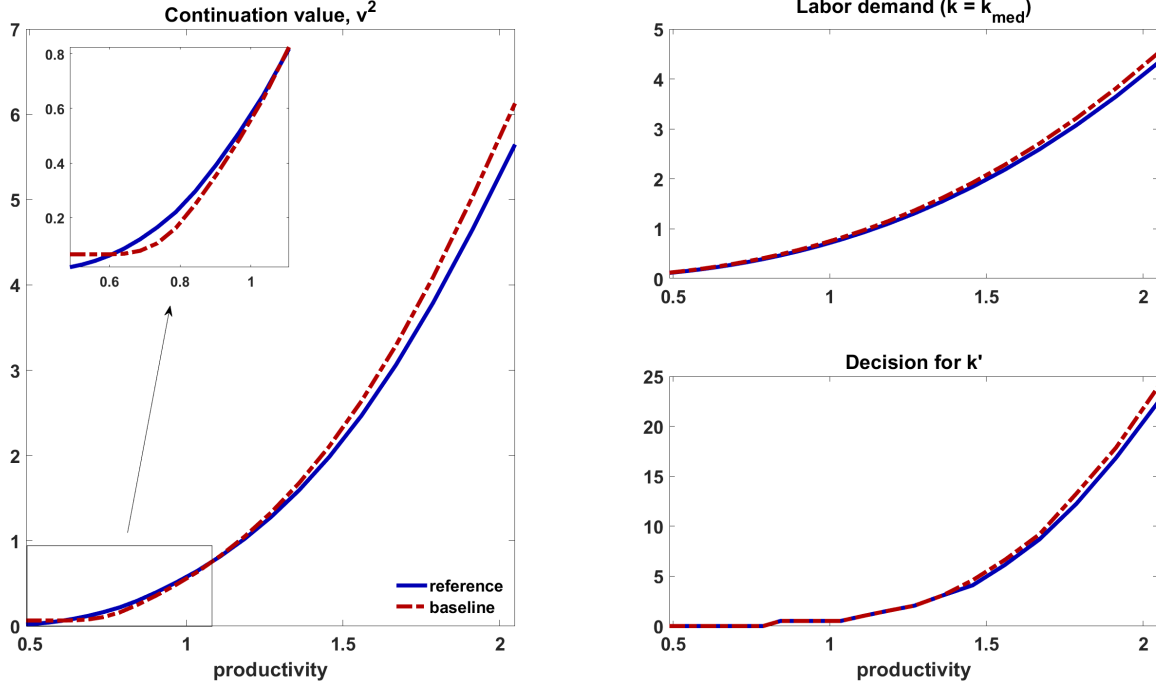 Continuation value, v2
7
6
5
4
3
2
1
0
0.8
0.6
0.4
0.2
0.6 0.8 1
reference
baseline
0.5 1 1.5 2
productivity
Labor demand (k = kmed)
5
4
3
2
1
0
0.5 1 1.5 2
Decision for k'
25
20
15
10
5
0
0.5 1 1.5 2
productivity